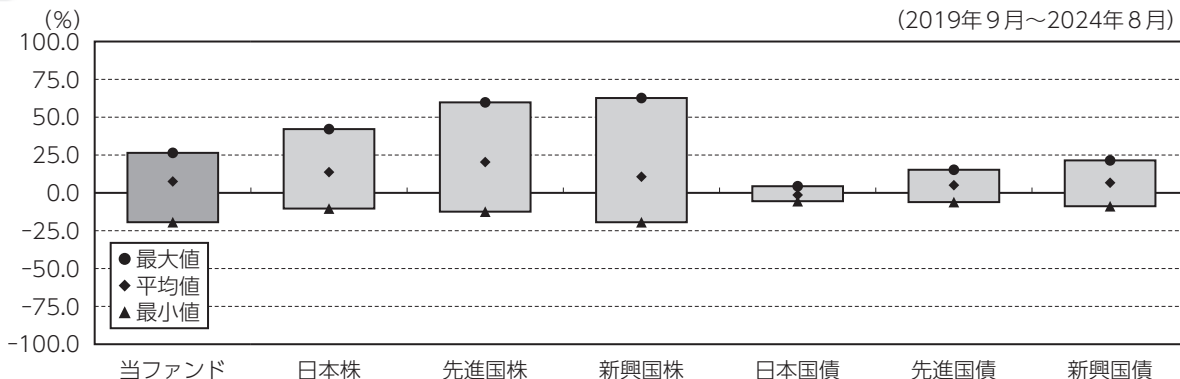 (%)
(2019年9月～2024年8月)
100.0
75.0
50.0
25.0
0.0
-25.0
-50.0
-75.0
-100.0
●最大値
◆平均値
▲最小値
当ファンド 日本株 先進国株 新興国株 日本国債 先進国債 新興国債